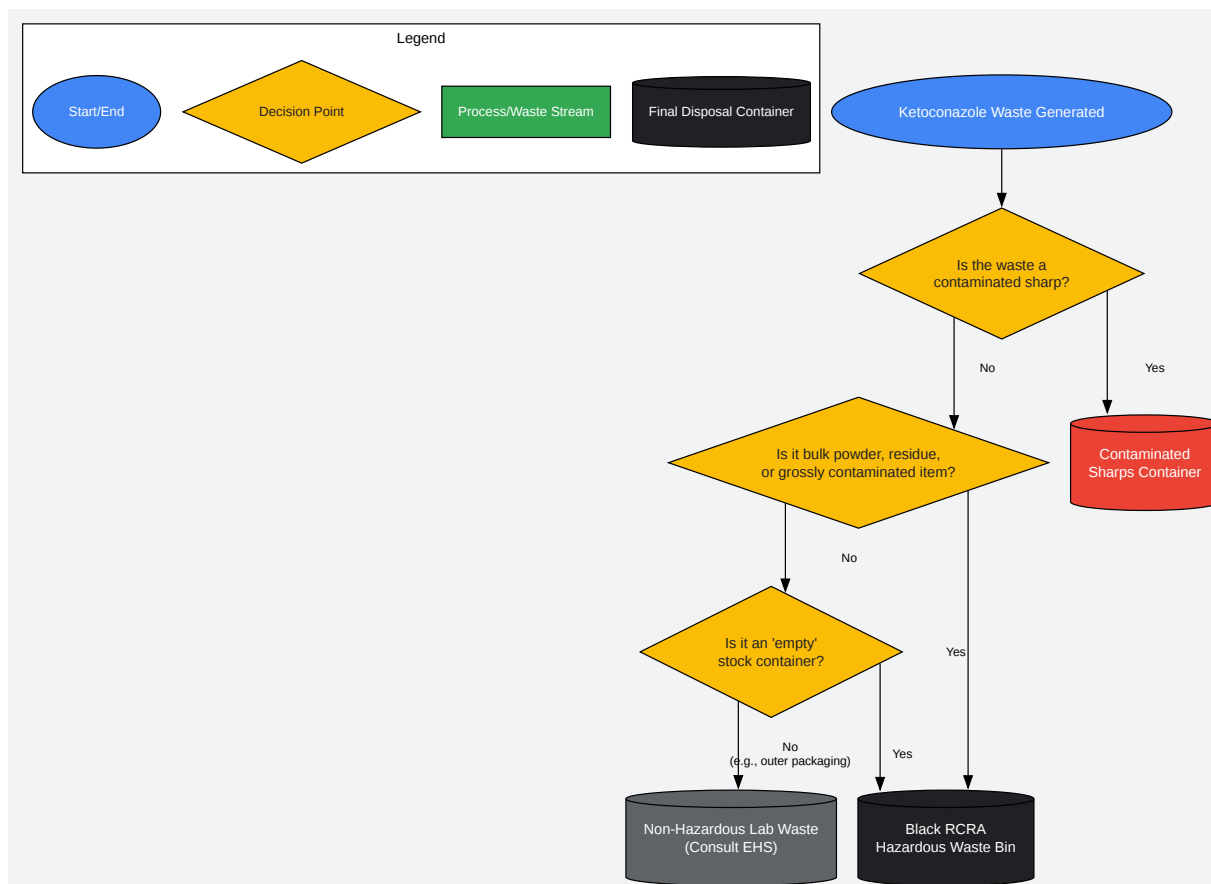 Legend
Start/End
Decision Point
Process/Waste Stream
Final Disposal Container
Ketoconazole Waste Generated
Is the waste a
contaminated sharp?
No
Yes
Is it bulk powder, residue,
or grossly contaminated item?
Contaminated
Sharps Container
No
Is it an 'empty'
stock container?
Yes
No
(e.g., outer packaging)
Yes
Non-Hazardous Lab Waste
(Consult EHS)
Black RCRA
Hazardous Waste Bin